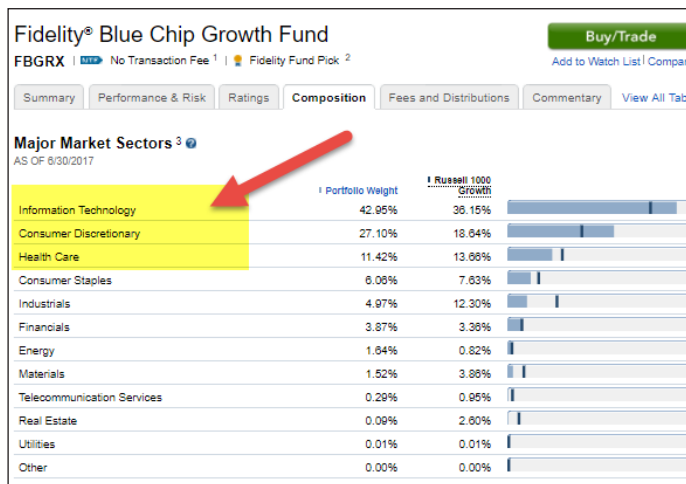 Fidelity® Blue Chip Growth Fund
Buy/Trade
FBGRX | NTF No Transaction Fee 1 | Fidelity Fund Pick 2
Add to Watch List | Compar
Summary Performance & Risk Ratings Composition Fees and Distributions Commentary View All Tab
Major Market Sectors 3 ?
AS OF 6/30/2017
Portfolio Weight Russell 1000 Growth
Information Technology 42.95% 36.15%
Consumer Discretionary 27.10% 18.64%
Health Care 11.42% 13.66%
Consumer Staples 6.06% 7.63%
Industrials 4.97% 12.30%
Financials 3.87% 3.36%
Energy 1.64% 0.82%
Materials 1.52% 3.86%
Telecommunication Services 0.29% 0.95%
Real Estate 0.09% 2.60%
Utilities 0.01% 0.01%
Other 0.00% 0.00%